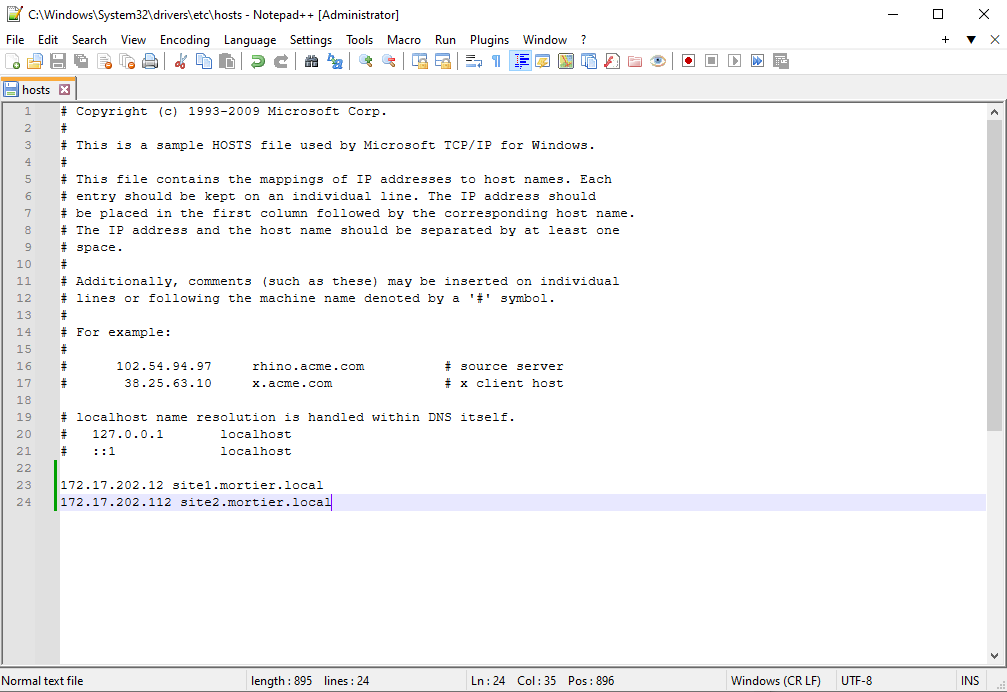 C:\Windows\System32\drivers\etc\hosts - Notepad++ [Administrator]
File Edit Search View Encoding Language Settings Tools Macro Run Plugins Window ?
hosts
1 # Copyright (c) 1993-2009 Microsoft Corp.
2 #
3 # This is a sample HOSTS file used by Microsoft TCP/IP for Windows.
4 #
5 # This file contains the mappings of IP addresses to host names. Each
6 # entry should be kept on an individual line. The IP address should
7 # be placed in the first column followed by the corresponding host name.
8 # The IP address and the host name should be separated by at least one
9 # space.
10 #
11 # Additionally, comments (such as these) may be inserted on individual
12 # lines or following the machine name denoted by a '#' symbol.
13 #
14 # For example:
15 #
16 #      102.54.94.97     rhino.acme.com          # source server
17 #       38.25.63.10     x.acme.com              # x client host
18
19 # localhost name resolution is handled within DNS itself.
20 #   127.0.0.1       localhost
21 #   ::1             localhost
22
23 172.17.202.12 site1.mortier.local
24 172.17.202.112 site2.mortier.local
Normal text file length : 895 lines : 24 Ln : 24 Col : 35 Pos : 896 Windows (CR LF) UTF-8 INS